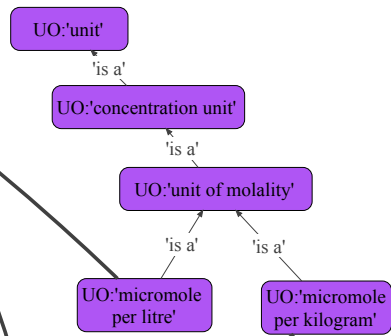 UO:'unit'
'is a'
UO:'concentration unit'
'is a'
UO:'unit of molality'
'is a'
'is a'
UO:'micromole
per litre'
UO:'micromole
per kilogram'